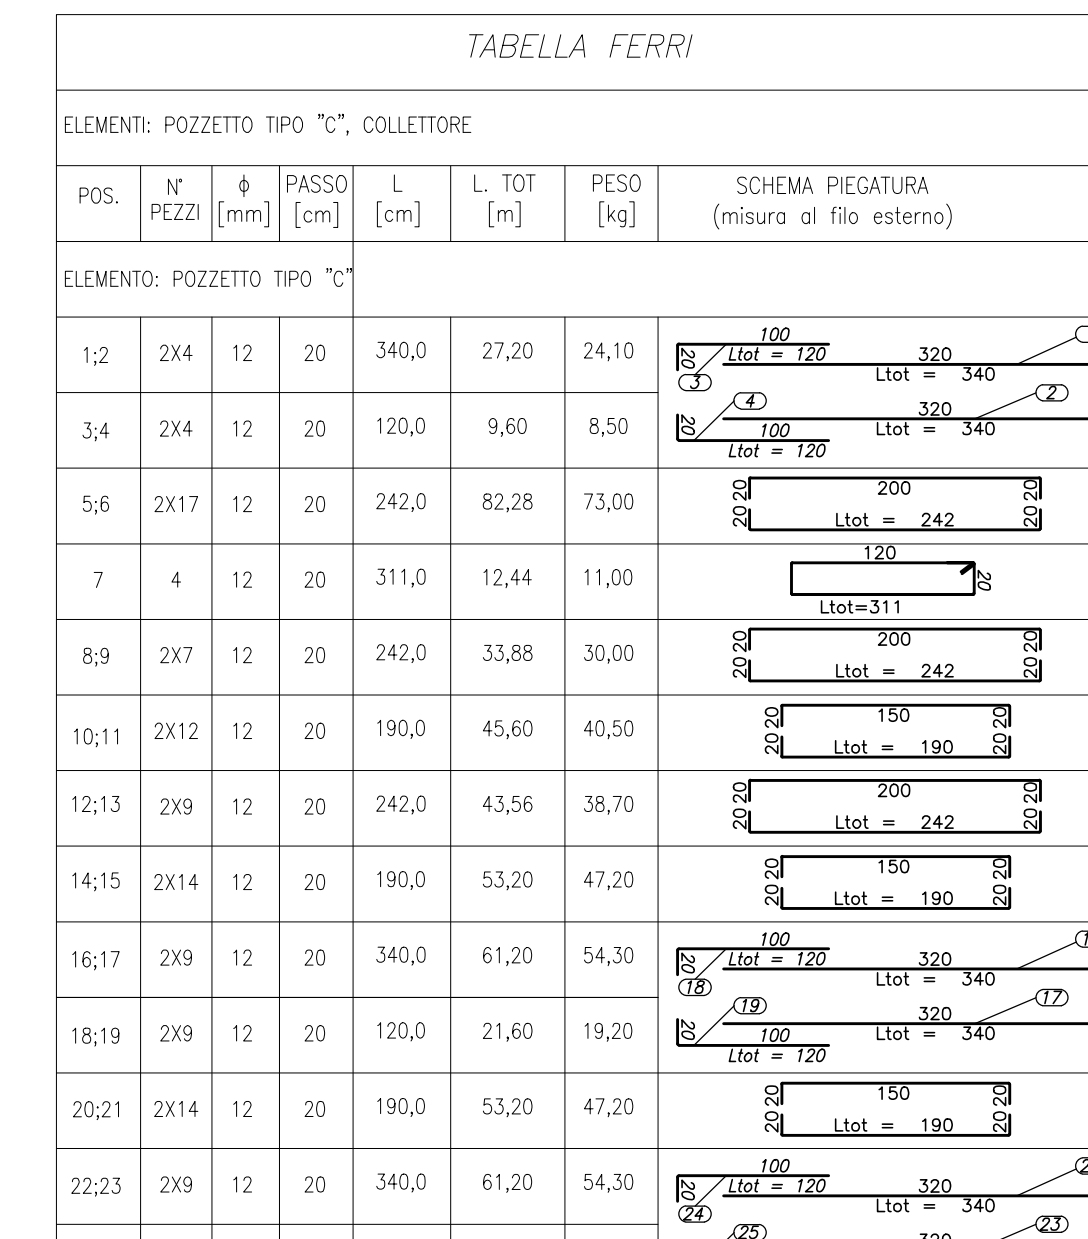 TABELLA FERRI
ELEMENTI: POZZETTO TIPO "C", COLLETTORE
POS. N° PEZZI ϕ [mm] PASSO [cm] L [cm] L. TOT [m] PESO [kg] SCHEMA PIEGATURA (misura al filo esterno)
ELEMENTO: POZZETTO TIPO "C"
1;2 2X4 12 20 340,0 27,20 24,10
100
20 Ltot = 120 320
3 Ltot = 340
3;4 2X4 12 20 120,0 9,60 8,50
4 320 2
20 100 Ltot = 340
Ltot = 120
5;6 2X17 12 20 242,0 82,28 73,00
20 200 20
20 Ltot = 242 20
7 4 12 20 311,0 12,44 11,00
120
20
Ltot=311
8;9 2X7 12 20 242,0 33,88 30,00
20 200 20
20 Ltot = 242 20
10;11 2X12 12 20 190,0 45,60 40,50
20 150 20
20 Ltot = 190 20
12;13 2X9 12 20 242,0 43,56 38,70
20 200 20
20 Ltot = 242 20
14;15 2X14 12 20 190,0 53,20 47,20
20 150 20
20 Ltot = 190 20
16;17 2X9 12 20 340,0 61,20 54,30
100
20 Ltot = 120 320
18 Ltot = 340
18;19 2X9 12 20 120,0 21,60 19,20
19 320 17
20 100 Ltot = 340
Ltot = 120
20;21 2X14 12 20 190,0 53,20 47,20
20 150 20
20 Ltot = 190 20
22;23 2X9 12 20 340,0 61,20 54,30
100
20 Ltot = 120 320
24 Ltot = 340
25 320 23